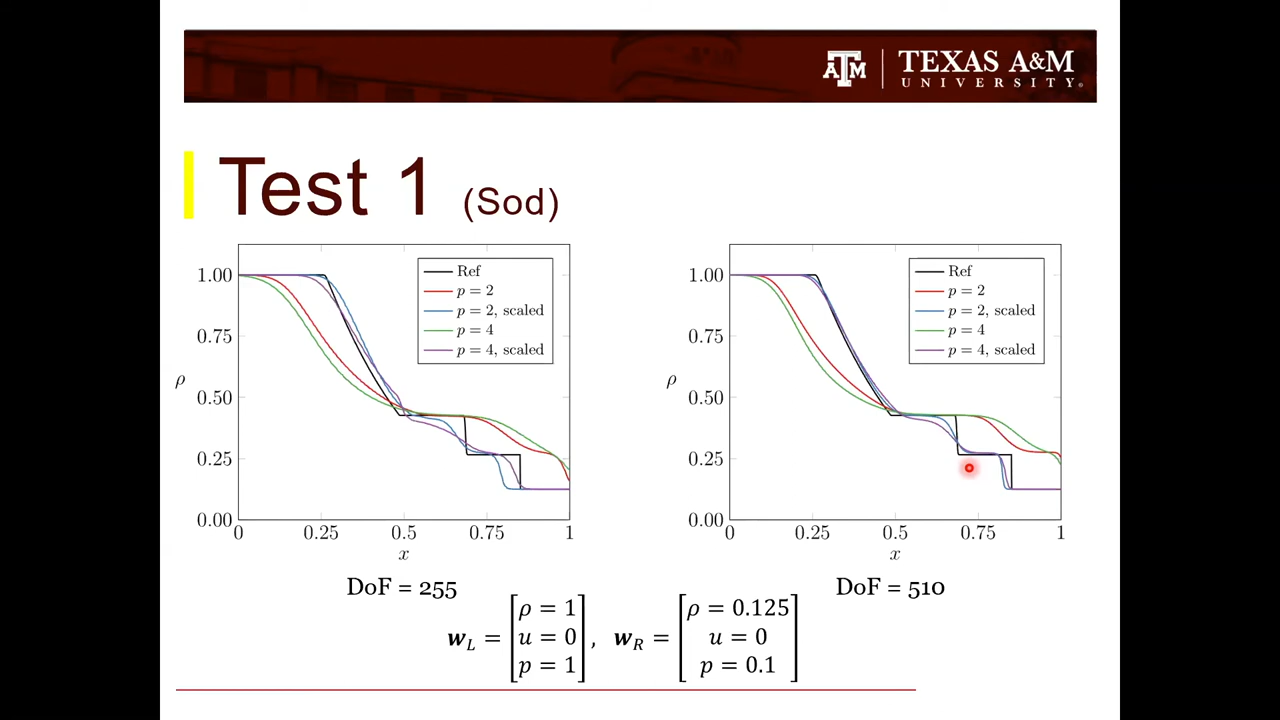 TEXAS A&M
UNIVERSITY®
Test 1 (Sod)
1.00
0.75
ρ
0.50
0.25
0.00
0 0.25 0.5 0.75 1
x
Ref
p = 2
p = 2, scaled
p = 4
p = 4, scaled
DoF = 255
1.00
0.75
ρ
0.50
0.25
0.00
0 0.25 0.5 0.75 1
x
Ref
p = 2
p = 2, scaled
p = 4
p = 4, scaled
DoF = 510
ρ = 1 ρ = 0.125
w_L = [ u = 0 ], w_R = [ u = 0 ]
p = 1 p = 0.1